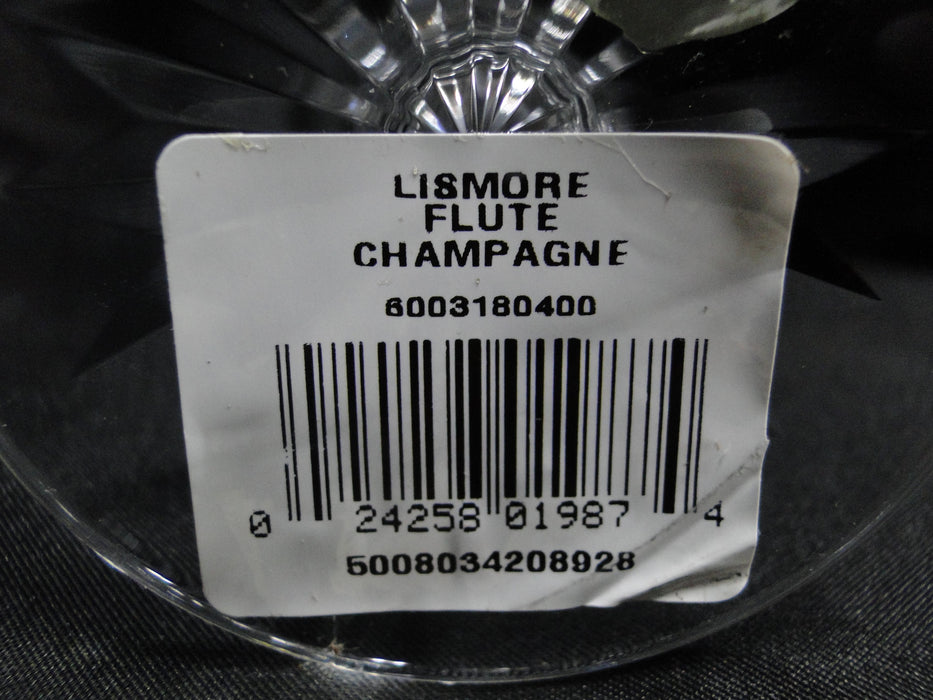 LISMORE
FLUTE
CHAMPAGNE
6003180400
0 24258 01987 4
5008034208928